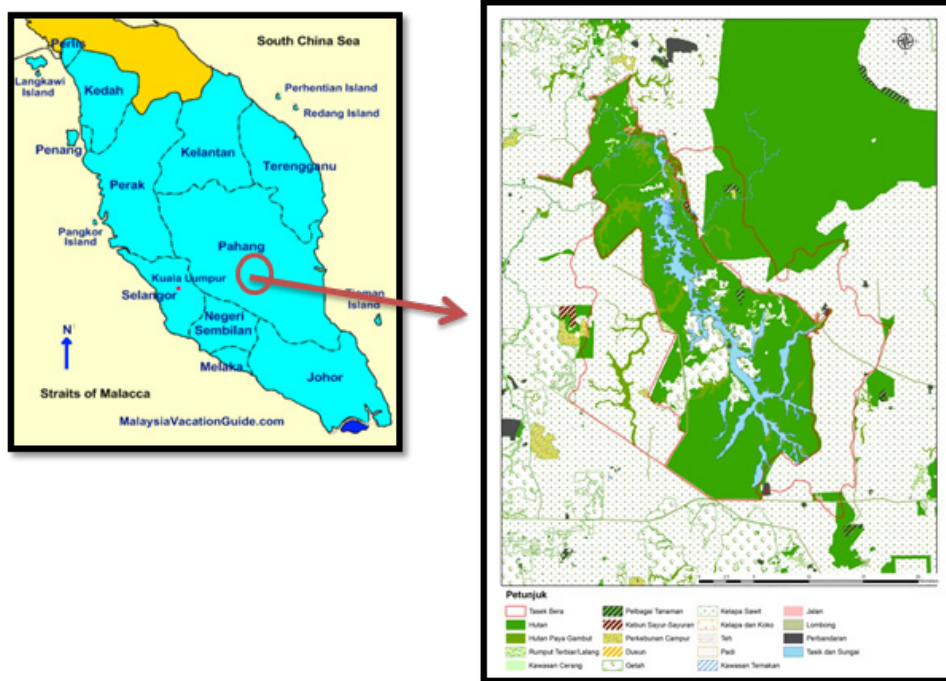 South China Sea
Perlis
Langkawi
Island
Kedah
Perhentian Island
Redang Island
Penang
Kelantan
Terengganu
Perak
Pangkor
Island
Pahang
Kuala Lumpur
Selangor
Tioman
Island
Negeri
Sembilan
N
Melaka
Johor
Straits of Malacca
MalaysiaVacationGuide.com
Petunjuk
Tasek Bera
Hutan
Hutan Paya Gambut
Rumput Terbiar/Lalang
Kawasan Cerang
Pelbagai Tanaman
Kebun Sayur-Sayuran
Perkebunan Campur
Dusun
Getah
Kelapa Sawit
Kelapa dan Koko
Teh
Padi
Kawasan Ternakan
Jalan
Lombong
Perbandaran
Tasik dan Sungai